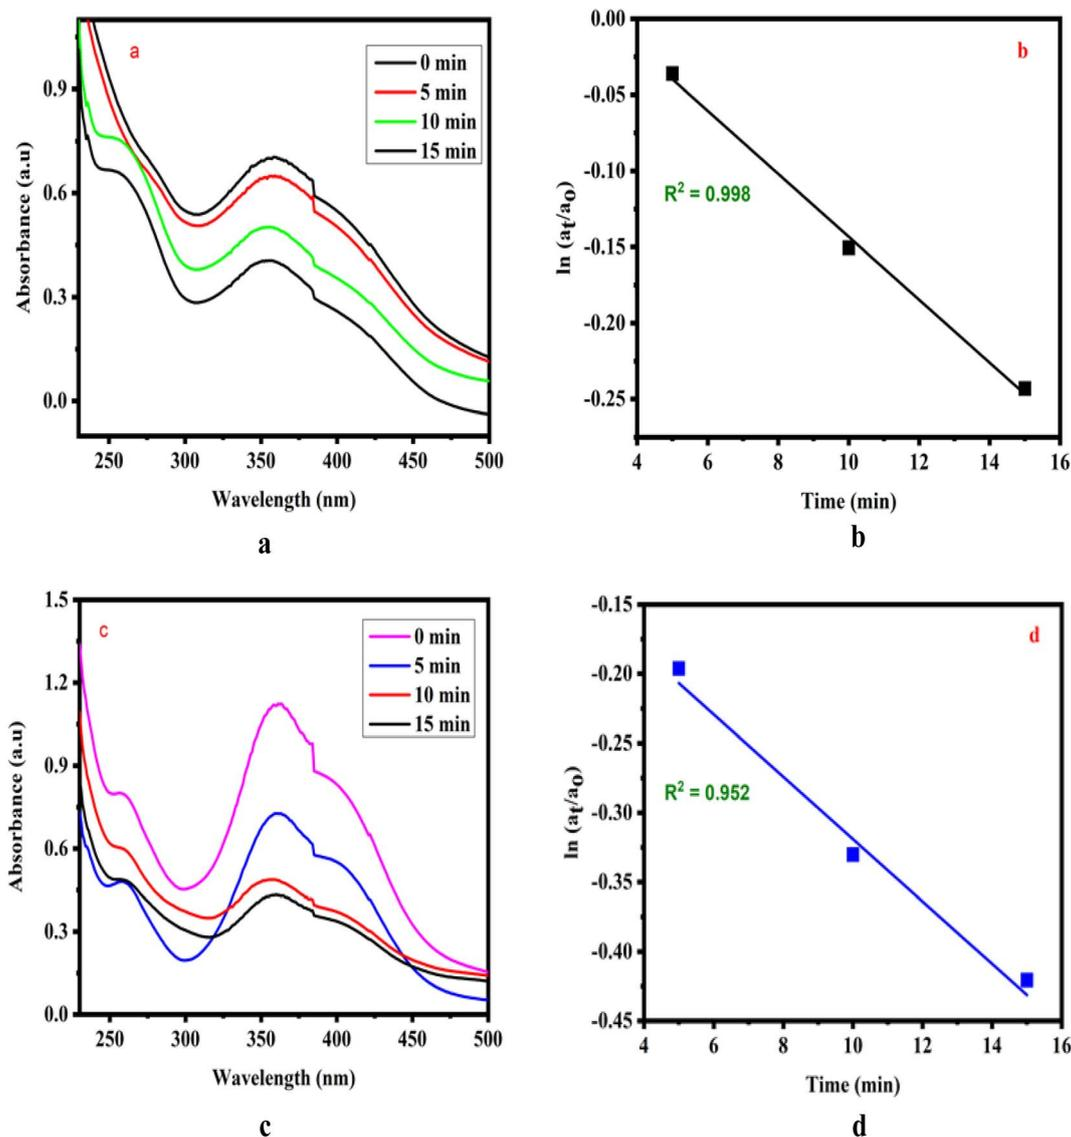 a
0 min
5 min
10 min
15 min
0.9
0.6
0.3
0.0
Absorbance (a.u)
250 300 350 400 450 500
Wavelength (nm)
a
b
0.00
-0.05
-0.10
-0.15
-0.20
-0.25
ln (at/ao)
R² = 0.998
4 6 8 10 12 14 16
Time (min)
b
c
0 min
5 min
10 min
15 min
1.5
1.2
0.9
0.6
0.3
0.0
Absorbance (a.u)
250 300 350 400 450 500
Wavelength (nm)
c
d
-0.15
-0.20
-0.25
-0.30
-0.35
-0.40
-0.45
ln (at/ao)
R² = 0.952
4 6 8 10 12 14 16
Time (min)
d